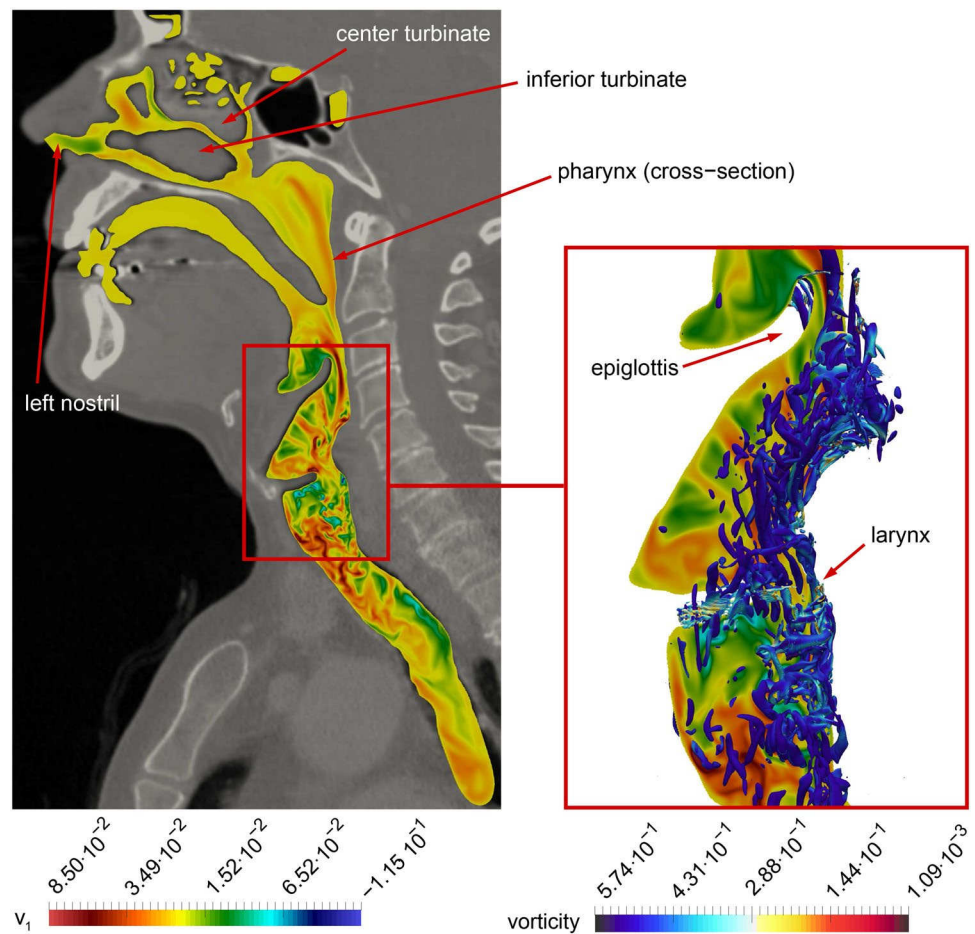 center turbinate
inferior turbinate
pharynx (cross−section)
left nostril
epiglottis
larynx
8.50·10⁻² 3.49·10⁻² 1.52·10⁻² 6.52·10⁻² −1.15 10⁻¹
v₁
5.74·10⁻¹ 4.31·10⁻¹ 2.88·10⁻¹ 1.44·10⁻¹ 1.09·10⁻³
vorticity